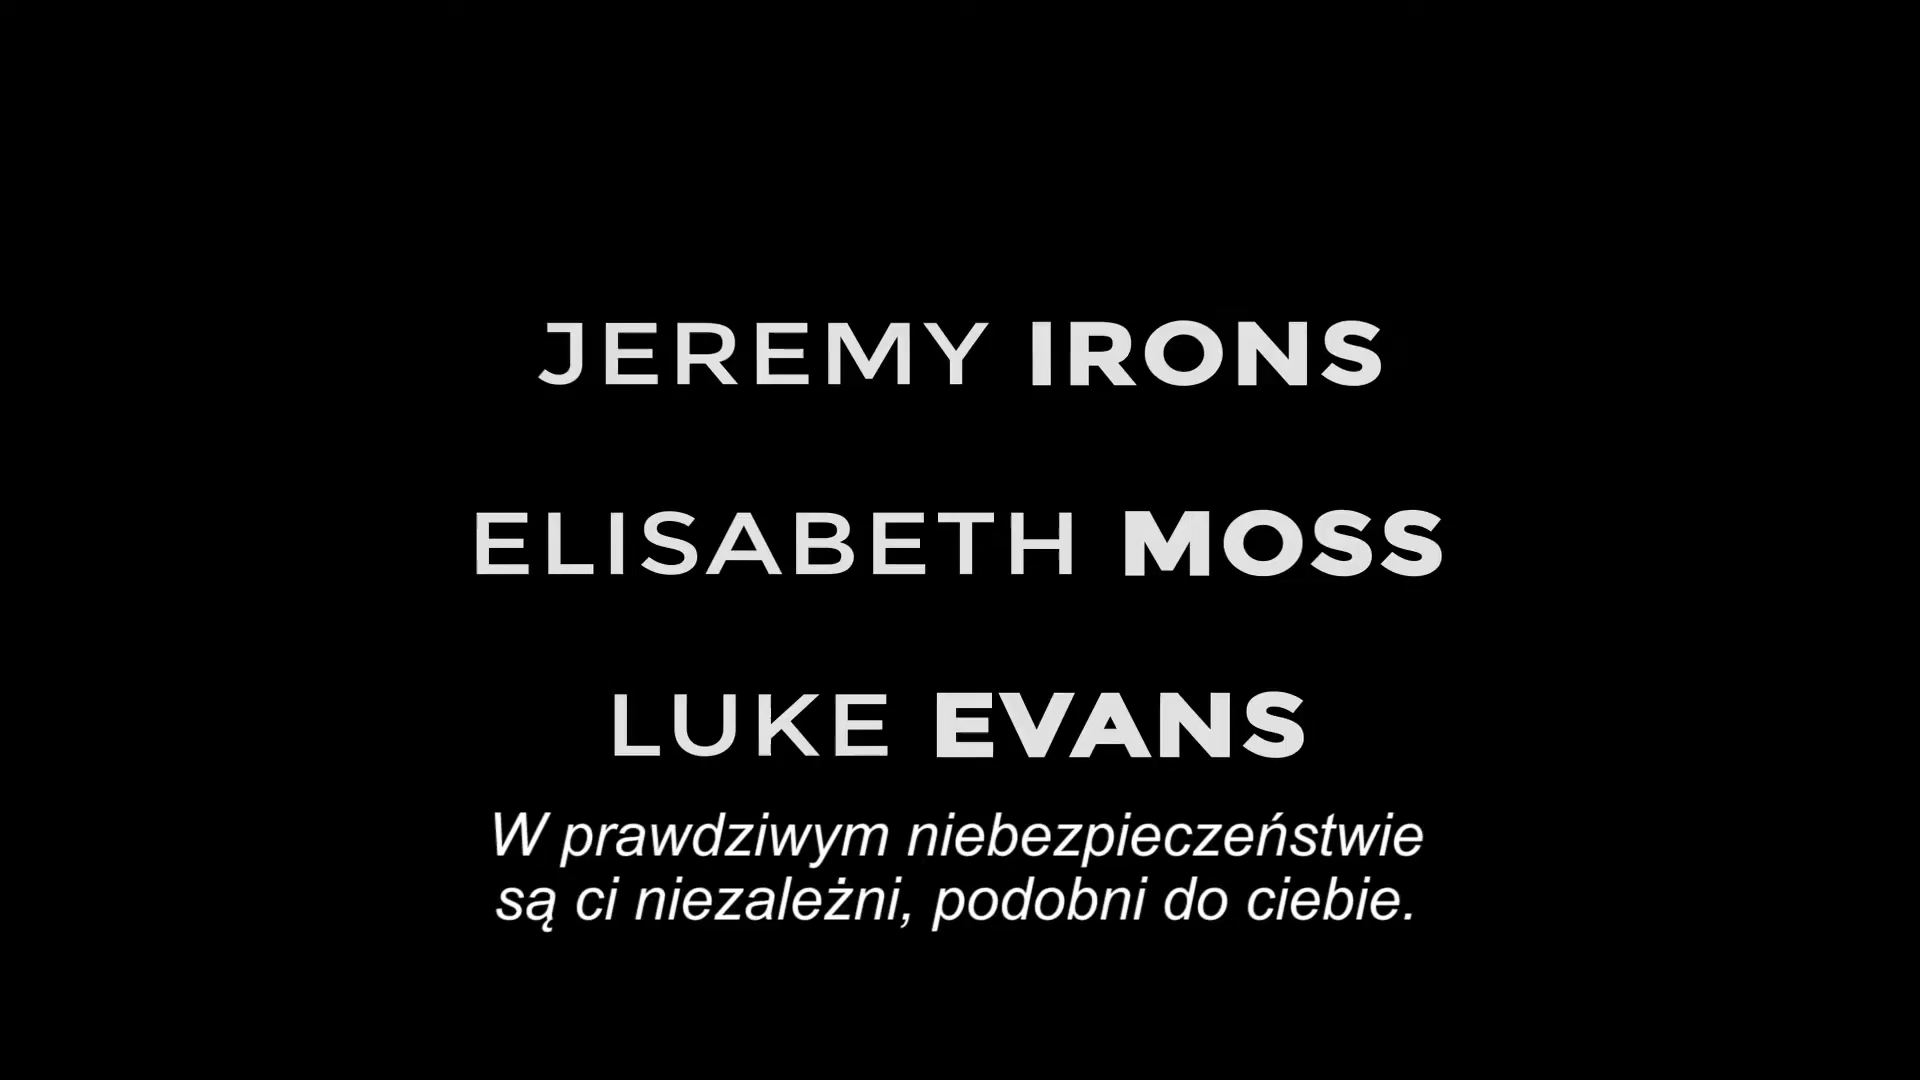 JEREMY IRONS
ELISABETH MOSS
LUKE EVANS
W prawdziwym niebezpieczeństwie
są ci niezależni, podobni do ciebie.